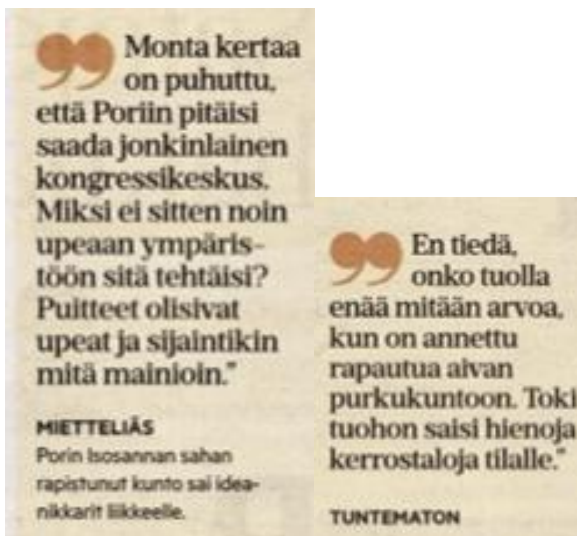 Monta kertaa
on puhuttu,
että Poriin pitäisi
saada jonkinlainen
kongressikeskus.
Miksi ei sitten noin
upeaan ympäris-
töön sitä tehtäisi?
Puitteet olisivat
upeat ja sijaintikin
mitä mainioin.”
MIETTELIÄS
Porin Isosannan sahan
rapistunut kunto sai idea-
nikkarit liikkeelle.
En tiedä,
onko tuolla
enää mitään arvoa,
kun on annettu
rapautua aivan
purkukuntoon. Toki
tuohon saisi hienoja
kerrostaloja tilalle.”
TUNTEMATON